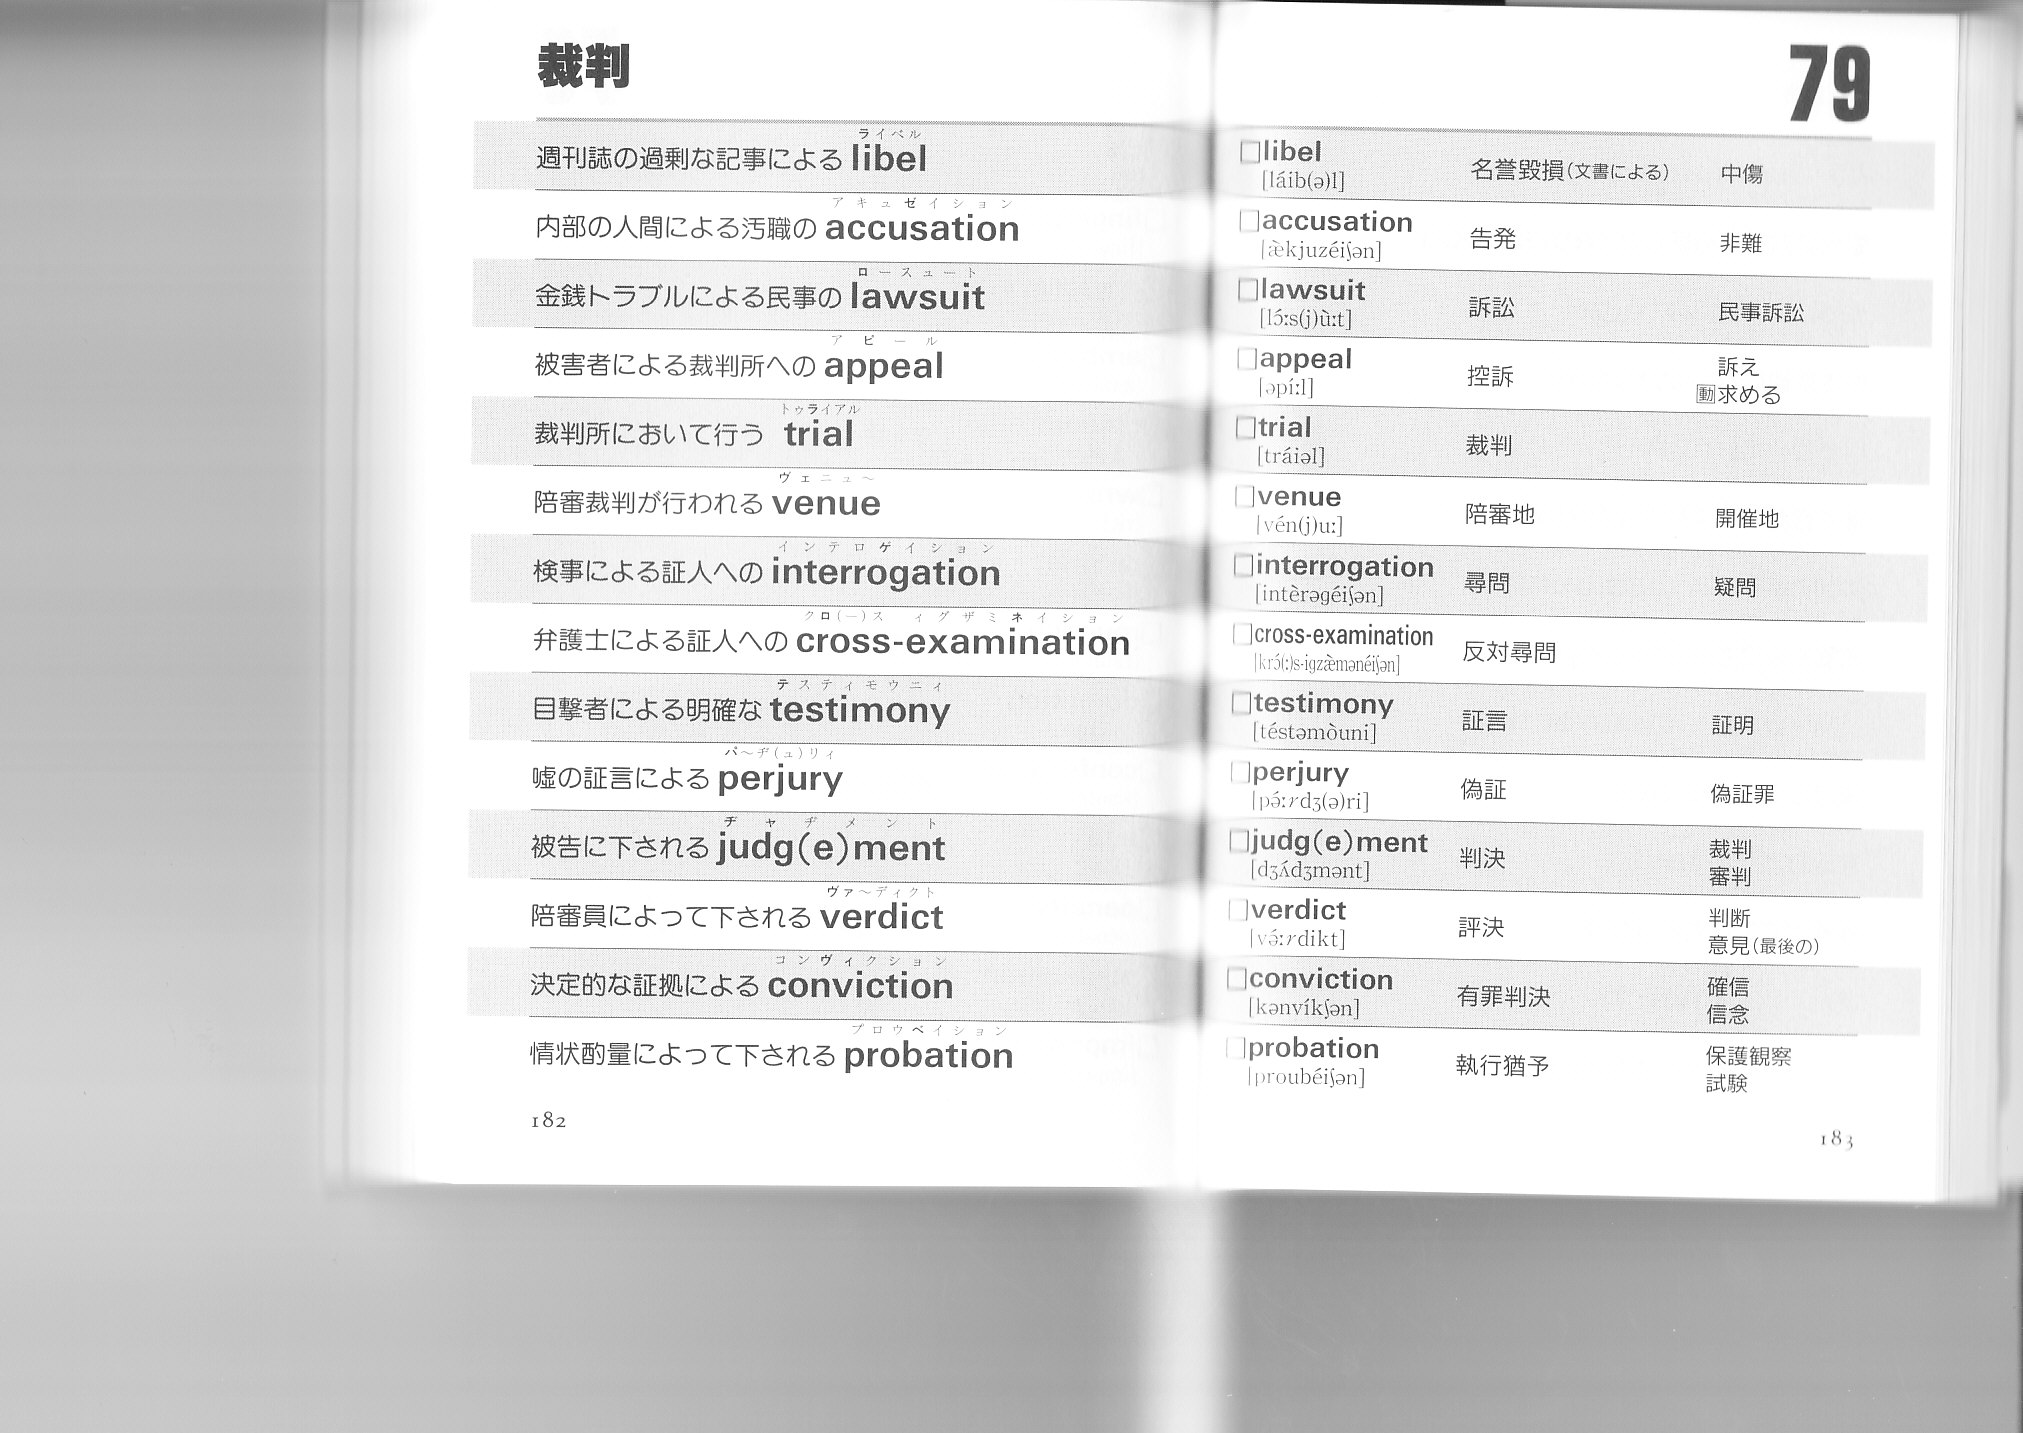 裁判
ライベル
週刊誌の過剰な記事による libel
アキュゼイション
内部の人間による汚職の accusation
ロースュート
金銭トラブルによる民事の lawsuit
アピール
被害者による裁判所への appeal
トゥライアル
裁判所において行う trial
ヴェニュ〜
陪審裁判が行われる venue
インテロゲイション
検事による証人への interrogation
クロ(ー)ス イグザミネイション
弁護士による証人への cross-examination
テスティモウニィ
目撃者による明確な testimony
パ〜ヂ(ュ)リィ
嘘の証言による perjury
ヂャヂメント
被告に下される judg(e)ment
ヴァ〜ディクト
陪審員によって下される verdict
コンヴィクション
決定的な証拠による conviction
プロウベイション
情状酌量によって下される probation
182
79
□libel 名誉毀損(文書による) 中傷
[láib(ə)l]
□accusation 告発 非難
[æ̀kjuzéiʃən]
□lawsuit 訴訟 民事訴訟
[lɔ́ːs(j)ùːt]
□appeal 控訴 訴え
[əpíːl] 動求める
□trial 裁判
[tráiəl]
□venue 陪審地 開催地
[vén(j)uː]
□interrogation 尋問 疑問
[intèrəgéiʃən]
□cross-examination 反対尋問
[krɔ́(ː)s-igzæ̀mənéiʃən]
□testimony 証言 証明
[téstəmòuni]
□perjury 偽証 偽証罪
[pə́ːrdʒ(ə)ri]
□judg(e)ment 判決 裁判
[dʒʌ́dʒmənt] 審判
□verdict 評決 判断
[və́ːrdikt] 意見(最後の)
□conviction 有罪判決 確信
[kənvíkʃən] 信念
□probation 執行猶予 保護観察
[proubéiʃən] 試験
183